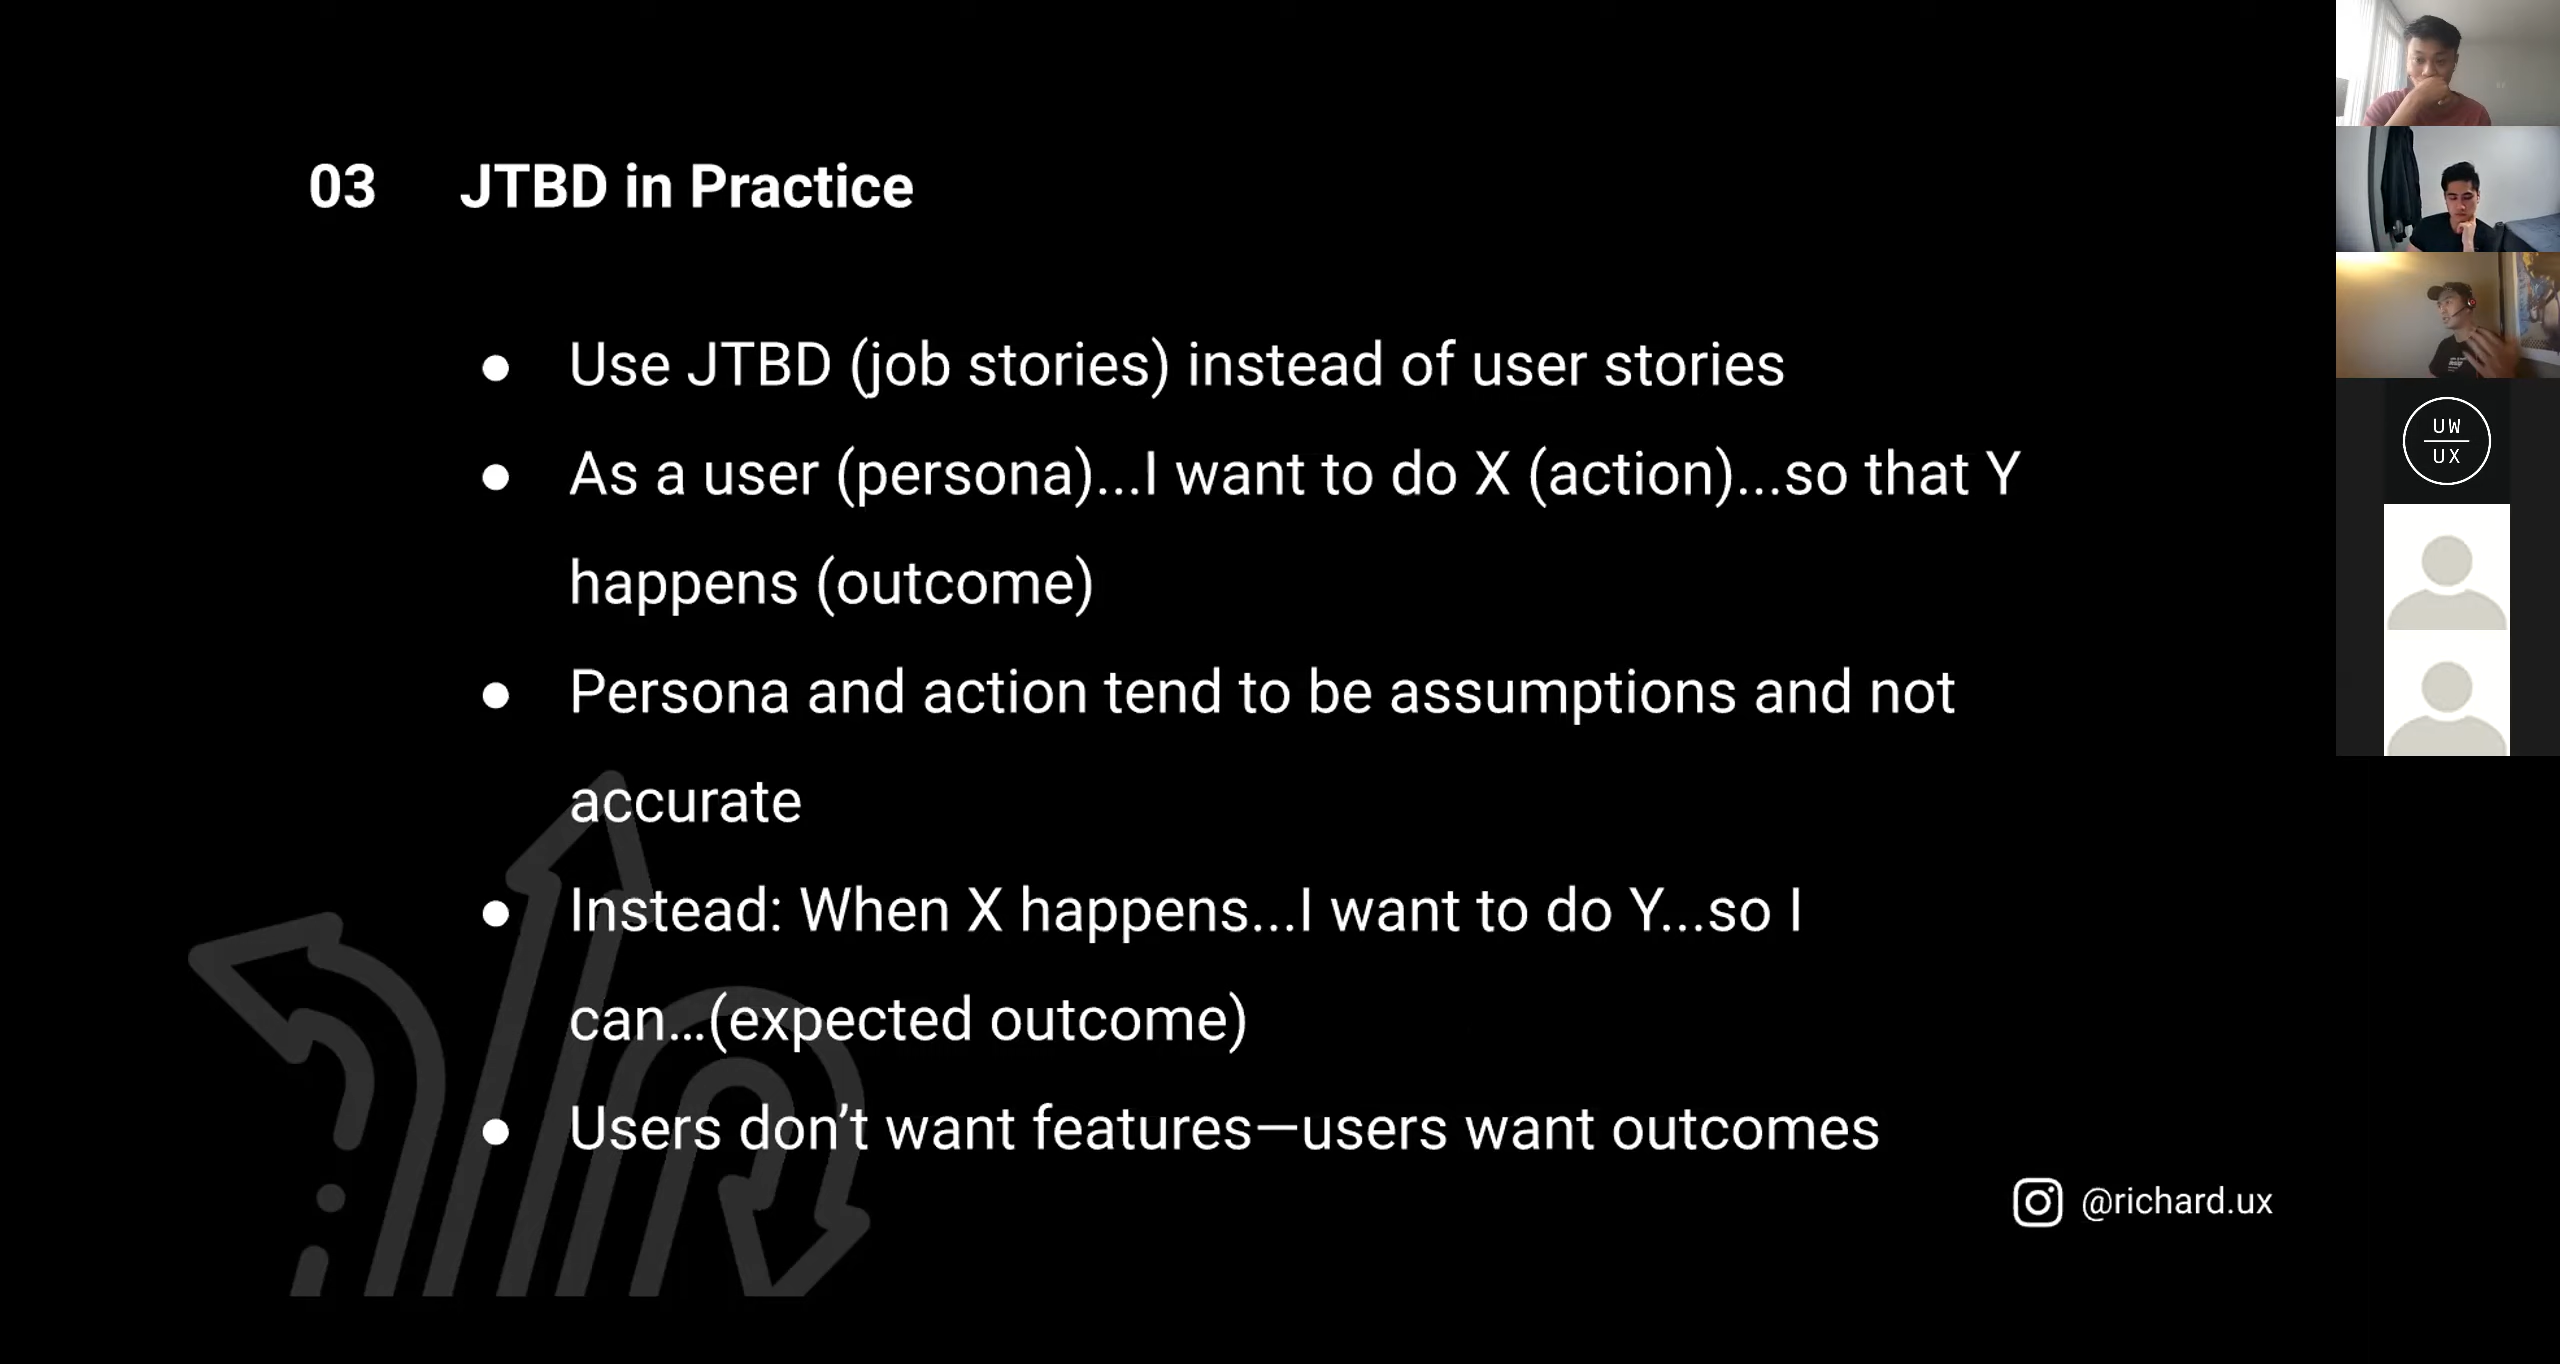 03 JTBD in Practice
● Use JTBD (job stories) instead of user stories
● As a user (persona)...I want to do X (action)...so that Y
happens (outcome)
● Persona and action tend to be assumptions and not
accurate
● Instead: When X happens...I want to do Y...so I
can...(expected outcome)
● Users don’t want features—users want outcomes
@richard.ux
UW
UX